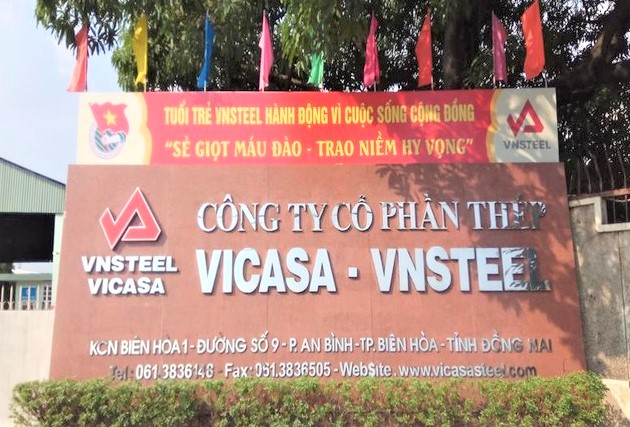 TUỔI TRẺ VNSTEEL HÀNH ĐỘNG VÌ CUỘC SỐNG CỘNG ĐỒNG
"SẺ GIỌT MÁU ĐÀO - TRAO NIỀM HY VỌNG"
VNSTEEL
CÔNG TY CỔ PHẦN THÉP
VICASA - VNSTEEL
VNSTEEL
VICASA
KCN BIÊN HÒA 1 - ĐƯỜNG SỐ 9 - P. AN BÌNH - TP. BIÊN HÒA - TỈNH ĐỒNG NAI
Tel: 061.3836148 - Fax: 061.3836505 - WebSite. www.vicasasteel.com